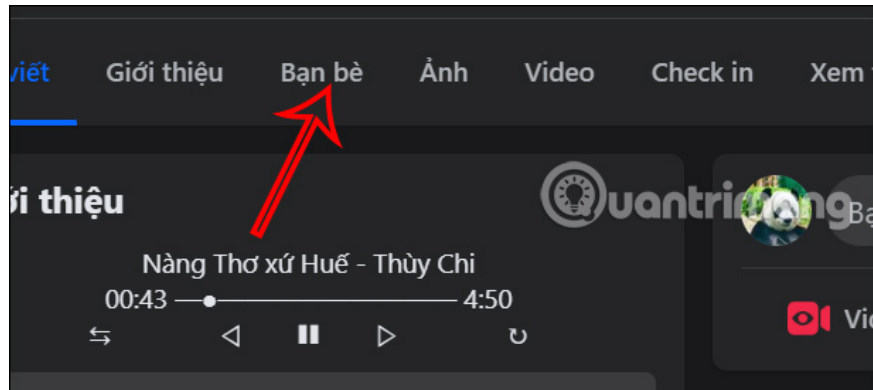 viết Giới thiệu Bạn bè Ảnh Video Check in Xem
ới thiệu
Quantrimang
Nàng Thơ xứ Huế - Thùy Chi
00:43 4:50